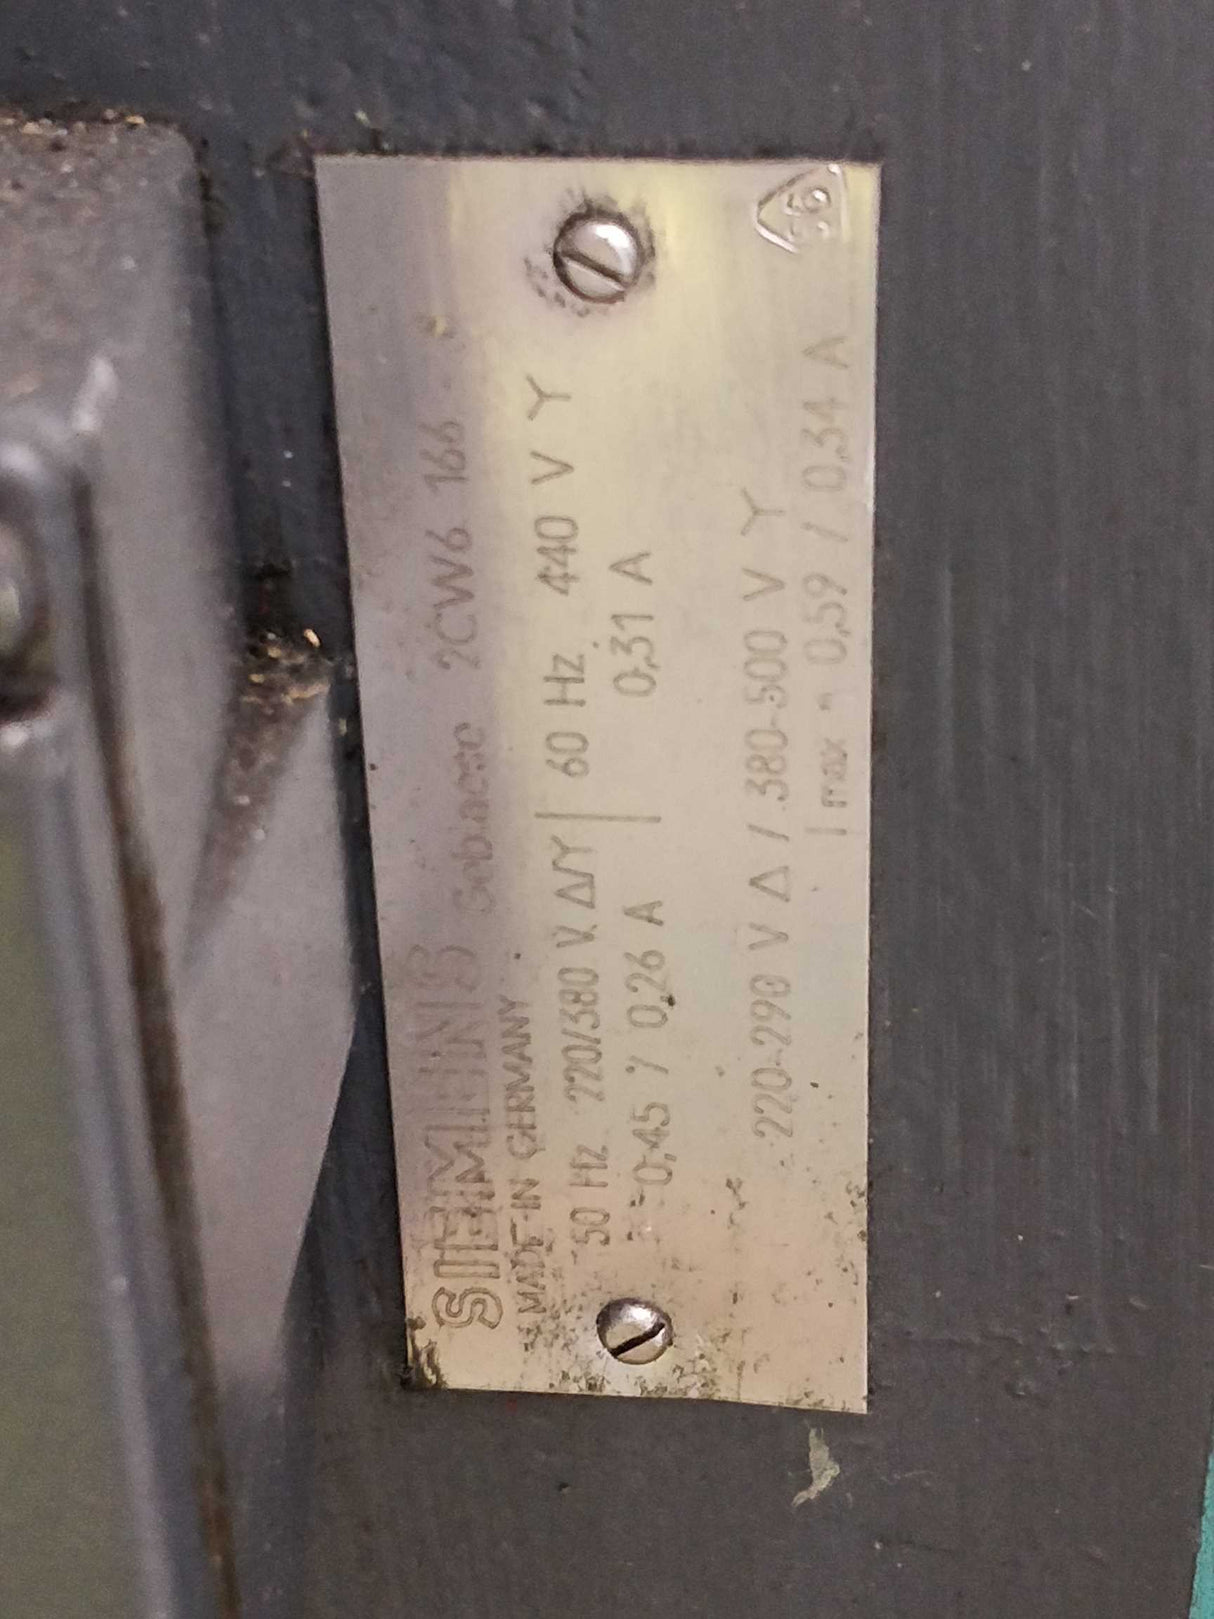 SIEMENS Gebläse 2CW6 166
MADE IN GERMANY
50 Hz 220/380 V Δ/Y | 60 Hz 440 V Y
0,45 / 0,26 A | 0,31 A
220-290 V Δ / 380-500 V Y
I max = 0,59 / 0,34 A